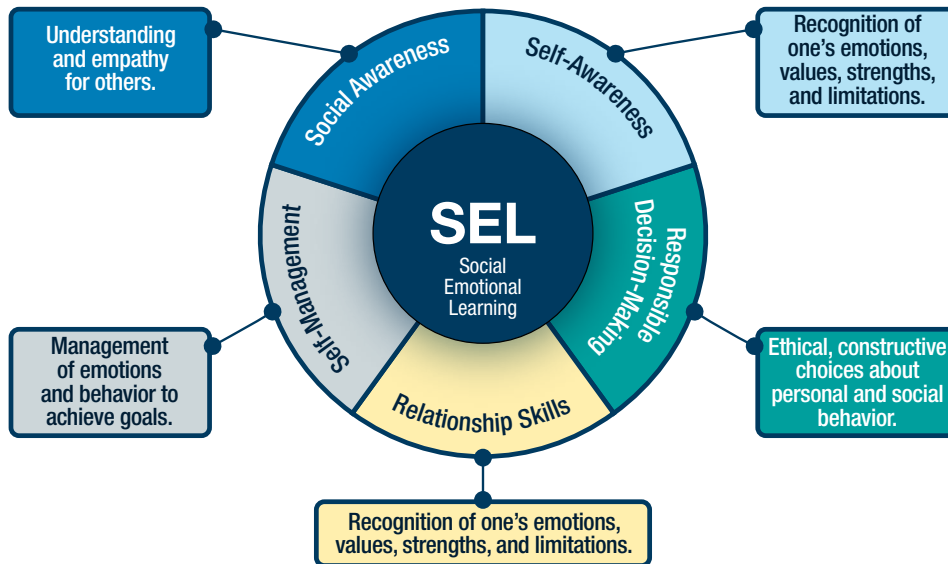 Understanding
and empathy
for others.
Social Awareness
Self-Awareness
Recognition of
one’s emotions,
values, strengths,
and limitations.
SEL
Social
Emotional
Learning
Self-Management
Responsible
Decision-Making
Management
of emotions
and behavior to
achieve goals.
Ethical, constructive
choices about
personal and social
behavior.
Relationship Skills
Recognition of one’s emotions,
values, strengths, and limitations.